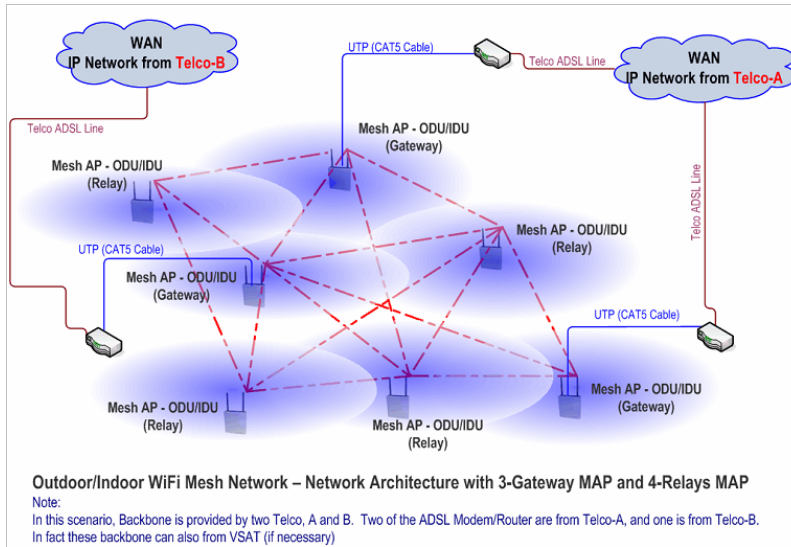 WAN
IP Network from Telco-B
UTP (CAT5 Cable)
Telco ADSL Line
WAN
IP Network from Telco-A
Telco ADSL Line
Mesh AP - ODU/IDU
(Gateway)
Mesh AP - ODU/IDU
(Relay)
Telco ADSL Line
Mesh AP - ODU/IDU
(Relay)
UTP (CAT5 Cable)
Mesh AP - ODU/IDU
(Gateway)
UTP (CAT5 Cable)
Mesh AP - ODU/IDU
(Relay)
Mesh AP - ODU/IDU
(Relay)
Mesh AP - ODU/IDU
(Gateway)
Outdoor/Indoor WiFi Mesh Network – Network Architecture with 3-Gateway MAP and 4-Relays MAP
Note:
In this scenario, Backbone is provided by two Telco, A and B. Two of the ADSL Modem/Router are from Telco-A, and one is from Telco-B.
In fact these backbone can also from VSAT (if necessary)